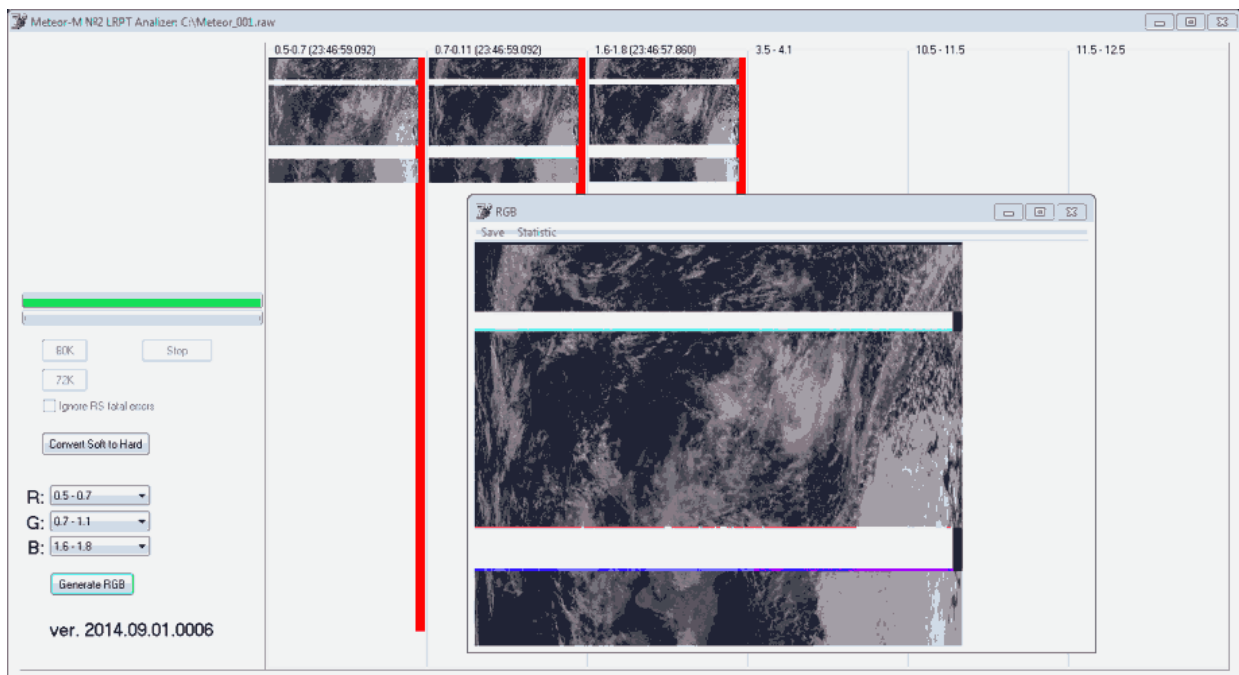 Meteor-M №2 LRPT Analizer: C:\Meteor_001.raw
0.5-0.7 (23:46:59.092) 0.7-0.11 (23:46:59.092) 1.6-1.8 (23:46:57.860) 3.5 - 4.1 10.5 - 11.5 11.5 - 12.5
RGB
Save Statistic
80K Stop
72K
Ignore RS fatal errors
Convert Soft to Hard
R: 0.5 - 0.7
G: 0.7 - 1.1
B: 1.6 - 1.8
Generate RGB
ver. 2014.09.01.0006